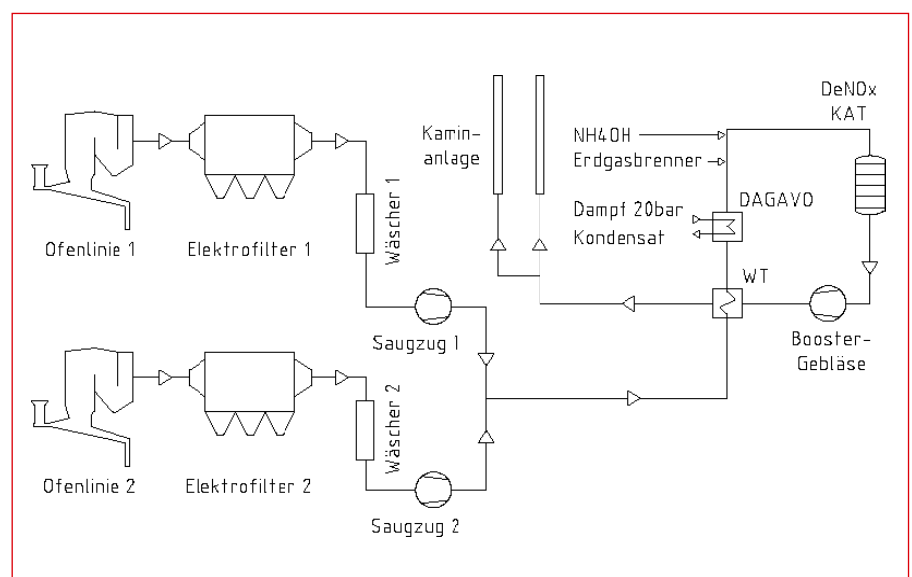 DeNOx
KAT
Kamin-
anlage
NH4OH
Erdgasbrenner
DAGAVO
Dampf 20bar
Kondensat
WT
Booster-
Gebläse
Ofenlinie 1
Elektrofilter 1
Wäscher 1
Saugzug 1
Ofenlinie 2
Elektrofilter 2
Wäscher 2
Saugzug 2